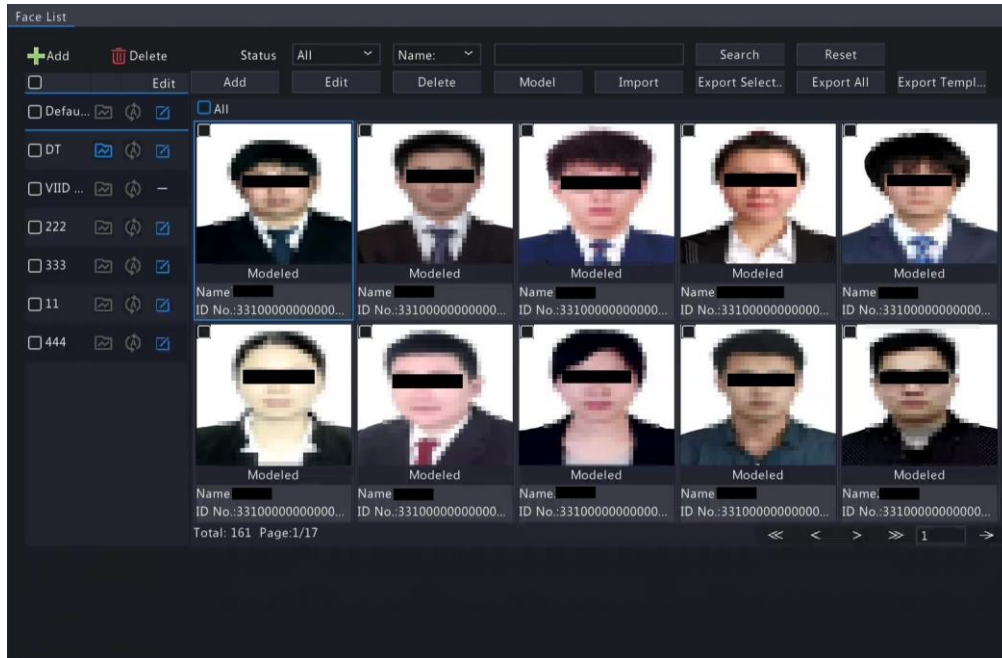 Face List
Add Delete Status All Name: Search Reset
Edit Add Edit Delete Model Import Export Select.. Export All Export Templ...
Defau... All
DT
VIID ... —
222
333
11
444
Modeled Modeled Modeled Modeled Modeled
Name Name Name Name Name
ID No.:33100000000000... ID No.:33100000000000... ID No.:33100000000000... ID No.:33100000000000... ID No.:33100000000000...
Modeled Modeled Modeled Modeled Modeled
Name Name Name. Name Name.
ID No.:33100000000000... ID No.:33100000000000... ID No.:33100000000000... ID No.:33100000000000... ID No.:33100000000000...
Total: 161 Page:1/17 ≪ < > ≫ 1 →